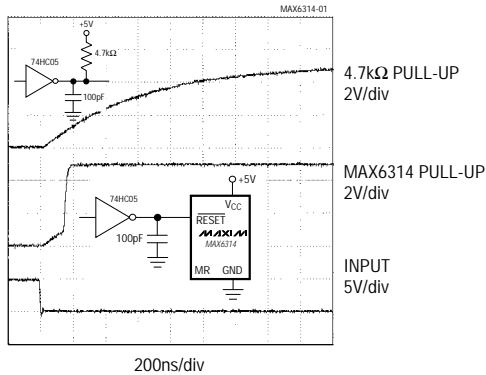 MAX6314-01
+5V
4.7kΩ
74HC05
100pF
4.7kΩ PULL-UP
2V/div
MAX6314 PULL-UP
2V/div
+5V
74HC05
100pF
VCC
RESET
MAXIM
MAX6314
MR GND
INPUT
5V/div
200ns/div